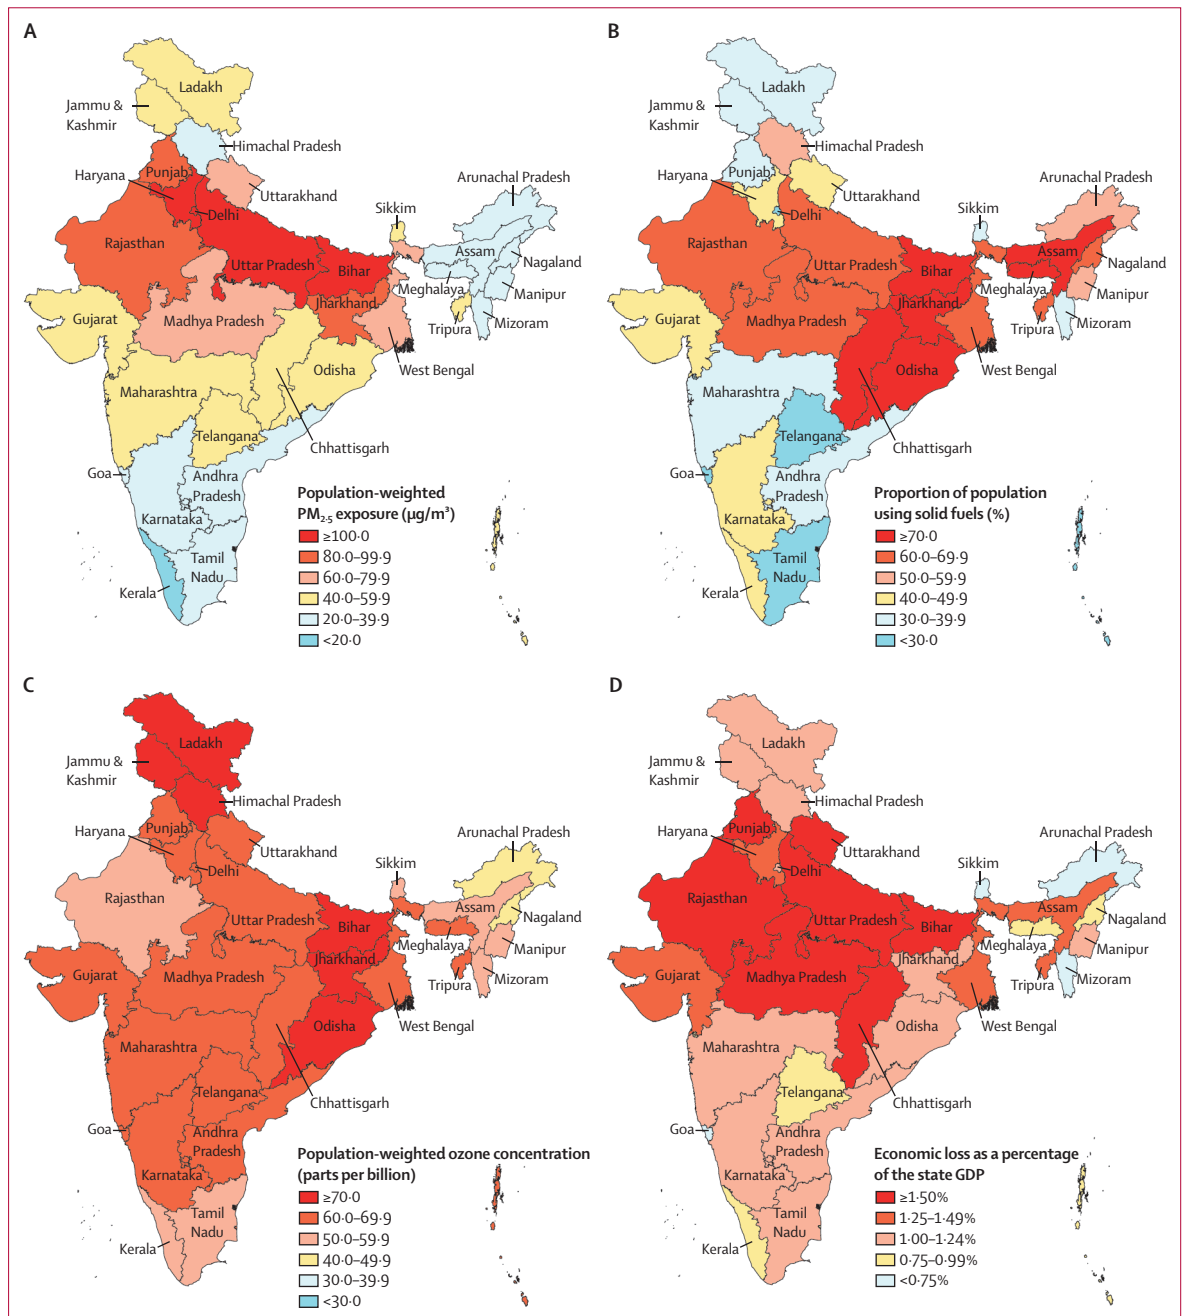 A
Ladakh
Jammu &
Kashmir
Himachal Pradesh
Punjab
Haryana
Uttarakhand
Delhi
Arunachal Pradesh
Sikkim
Rajasthan
Uttar Pradesh
Bihar
Assam
Nagaland
Meghalaya
Manipur
Jharkhand
Gujarat
Madhya Pradesh
Tripura
Mizoram
West Bengal
Odisha
Maharashtra
Telangana
Chhattisgarh
Goa
Andhra
Pradesh
Karnataka
Tamil
Nadu
Kerala
Population-weighted
PM2·5 exposure (µg/m³)
≥100·0
80·0–99·9
60·0–79·9
40·0–59·9
20·0–39·9
<20·0
B
Ladakh
Jammu &
Kashmir
Himachal Pradesh
Punjab
Haryana
Uttarakhand
Delhi
Arunachal Pradesh
Sikkim
Rajasthan
Uttar Pradesh
Bihar
Assam
Nagaland
Meghalaya
Manipur
Jharkhand
Gujarat
Madhya Pradesh
Tripura
Mizoram
West Bengal
Odisha
Maharashtra
Telangana
Chhattisgarh
Goa
Andhra
Pradesh
Karnataka
Tamil
Nadu
Kerala
Proportion of population
using solid fuels (%)
≥70·0
60·0–69·9
50·0–59·9
40·0–49·9
30·0–39·9
<30·0
C
Ladakh
Jammu &
Kashmir
Himachal Pradesh
Punjab
Haryana
Uttarakhand
Delhi
Arunachal Pradesh
Sikkim
Rajasthan
Uttar Pradesh
Bihar
Assam
Nagaland
Meghalaya
Manipur
Jharkhand
Gujarat
Madhya Pradesh
Tripura
Mizoram
West Bengal
Odisha
Maharashtra
Telangana
Chhattisgarh
Goa
Andhra
Pradesh
Karnataka
Tamil
Nadu
Kerala
Population-weighted ozone concentration
(parts per billion)
≥70·0
60·0–69·9
50·0–59·9
40·0–49·9
30·0–39·9
<30·0
D
Ladakh
Jammu &
Kashmir
Himachal Pradesh
Punjab
Haryana
Uttarakhand
Delhi
Arunachal Pradesh
Sikkim
Rajasthan
Uttar Pradesh
Bihar
Assam
Nagaland
Meghalaya
Manipur
Jharkhand
Gujarat
Madhya Pradesh
Tripura
Mizoram
West Bengal
Odisha
Maharashtra
Telangana
Chhattisgarh
Goa
Andhra
Pradesh
Karnataka
Tamil
Nadu
Kerala
Economic loss as a percentage
of the state GDP
≥1·50%
1·25–1·49%
1·00–1·24%
0·75–0·99%
<0·75%